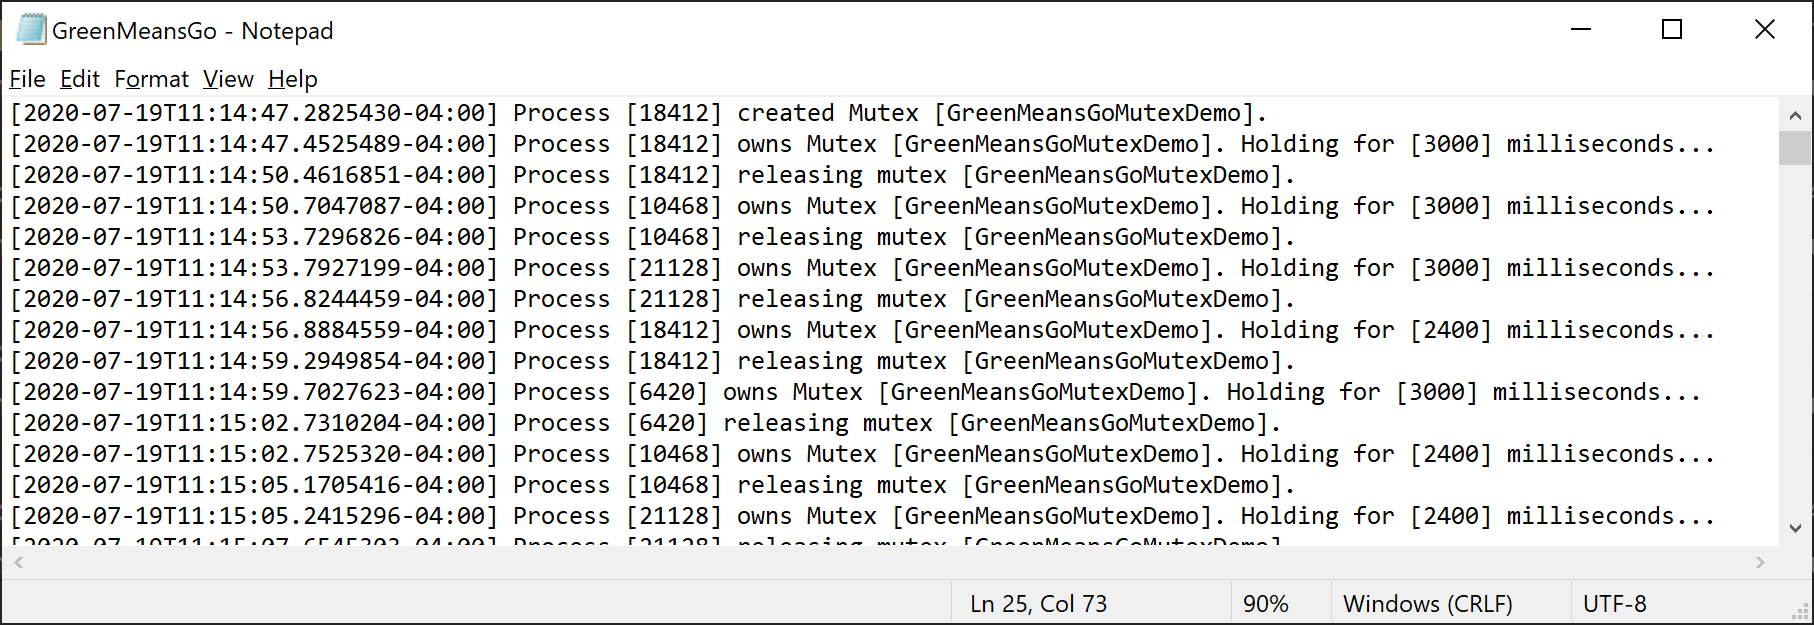 GreenMeansGo - Notepad
File Edit Format View Help
[2020-07-19T11:14:47.2825430-04:00] Process [18412] created Mutex [GreenMeansGoMutexDemo].
[2020-07-19T11:14:47.4525489-04:00] Process [18412] owns Mutex [GreenMeansGoMutexDemo]. Holding for [3000] milliseconds...
[2020-07-19T11:14:50.4616851-04:00] Process [18412] releasing mutex [GreenMeansGoMutexDemo].
[2020-07-19T11:14:50.7047087-04:00] Process [10468] owns Mutex [GreenMeansGoMutexDemo]. Holding for [3000] milliseconds...
[2020-07-19T11:14:53.7296826-04:00] Process [10468] releasing mutex [GreenMeansGoMutexDemo].
[2020-07-19T11:14:53.7927199-04:00] Process [21128] owns Mutex [GreenMeansGoMutexDemo]. Holding for [3000] milliseconds...
[2020-07-19T11:14:56.8244459-04:00] Process [21128] releasing mutex [GreenMeansGoMutexDemo].
[2020-07-19T11:14:56.8884559-04:00] Process [18412] owns Mutex [GreenMeansGoMutexDemo]. Holding for [2400] milliseconds...
[2020-07-19T11:14:59.2949854-04:00] Process [18412] releasing mutex [GreenMeansGoMutexDemo].
[2020-07-19T11:14:59.7027623-04:00] Process [6420] owns Mutex [GreenMeansGoMutexDemo]. Holding for [3000] milliseconds...
[2020-07-19T11:15:02.7310204-04:00] Process [6420] releasing mutex [GreenMeansGoMutexDemo].
[2020-07-19T11:15:02.7525320-04:00] Process [10468] owns Mutex [GreenMeansGoMutexDemo]. Holding for [2400] milliseconds...
[2020-07-19T11:15:05.1705416-04:00] Process [10468] releasing mutex [GreenMeansGoMutexDemo].
[2020-07-19T11:15:05.2415296-04:00] Process [21128] owns Mutex [GreenMeansGoMutexDemo]. Holding for [2400] milliseconds...
Process [21128] releasing mutex [GreenMeansGoMutexDemo]
Ln 25, Col 73
90%
Windows (CRLF)
UTF-8